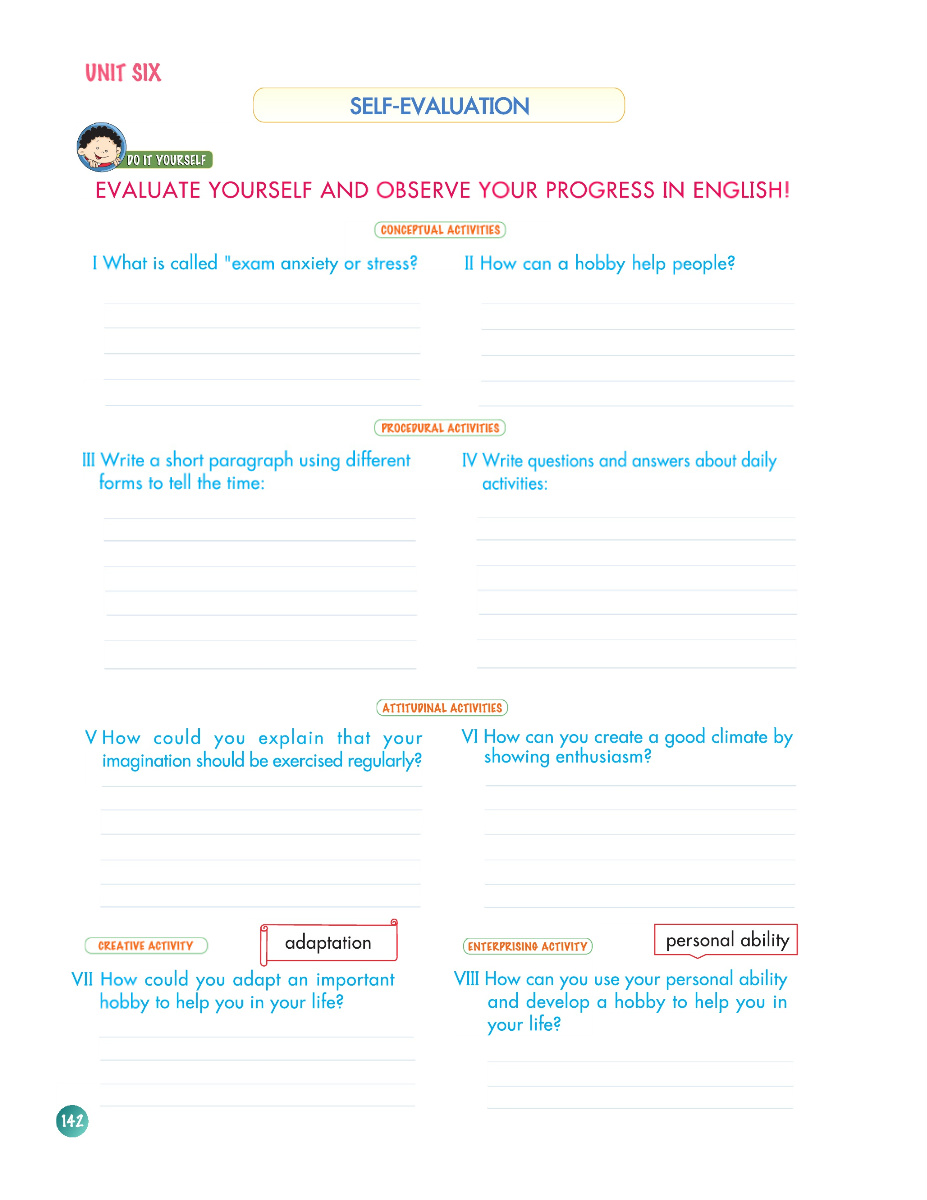 UNIT SIX
SELF-EVALUATION
DO IT YOURSELF
EVALUATE YOURSELF AND OBSERVE YOUR PROGRESS IN ENGLISH!
CONCEPTUAL ACTIVITIES
I What is called "exam anxiety or stress?
II How can a hobby help people?
PROCEDURAL ACTIVITIES
III Write a short paragraph using different
forms to tell the time:
IV Write questions and answers about daily
activities:
ATTITUDINAL ACTIVITIES
V How could you explain that your
imagination should be exercised regularly?
VI How can you create a good climate by
showing enthusiasm?
CREATIVE ACTIVITY
adaptation
VII How could you adapt an important
hobby to help you in your life?
ENTERPRISING ACTIVITY
personal ability
VIII How can you use your personal ability
and develop a hobby to help you in
your life?
142